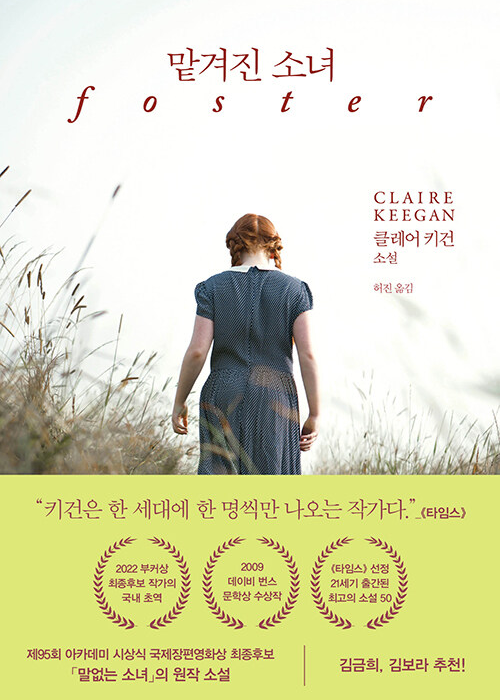 맡겨진 소녀
foster
CLAIRE
KEEGAN
클레어 키건
소설
허진 옮김
“키건은 한 세대에 한 명씩만 나오는 작가다.”_《타임스》
2022 부커상
최종후보 작가의
국내 초역
2009
데이비 번스
문학상 수상작
《타임스》 선정
21세기 출간된
최고의 소설 50
제95회 아카데미 시상식 국제장편영화상 최종후보
「말없는 소녀」의 원작 소설
김금희, 김보라 추천!